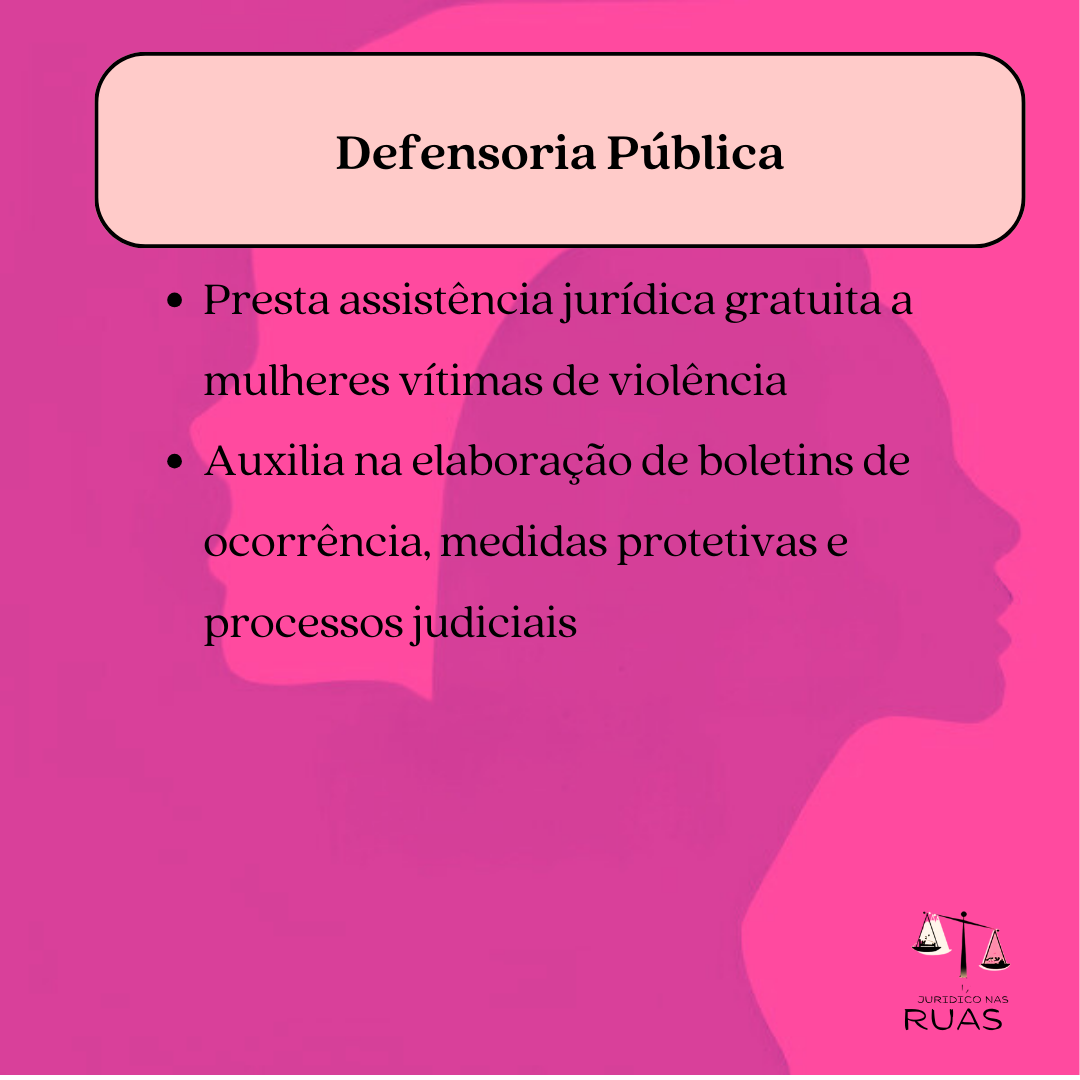 Defensoria Pública
• Presta assistência jurídica gratuita a
mulheres vítimas de violência
• Auxilia na elaboração de boletins de
ocorrência, medidas protetivas e
processos judiciais
JURIDÍCO NAS
RUAS